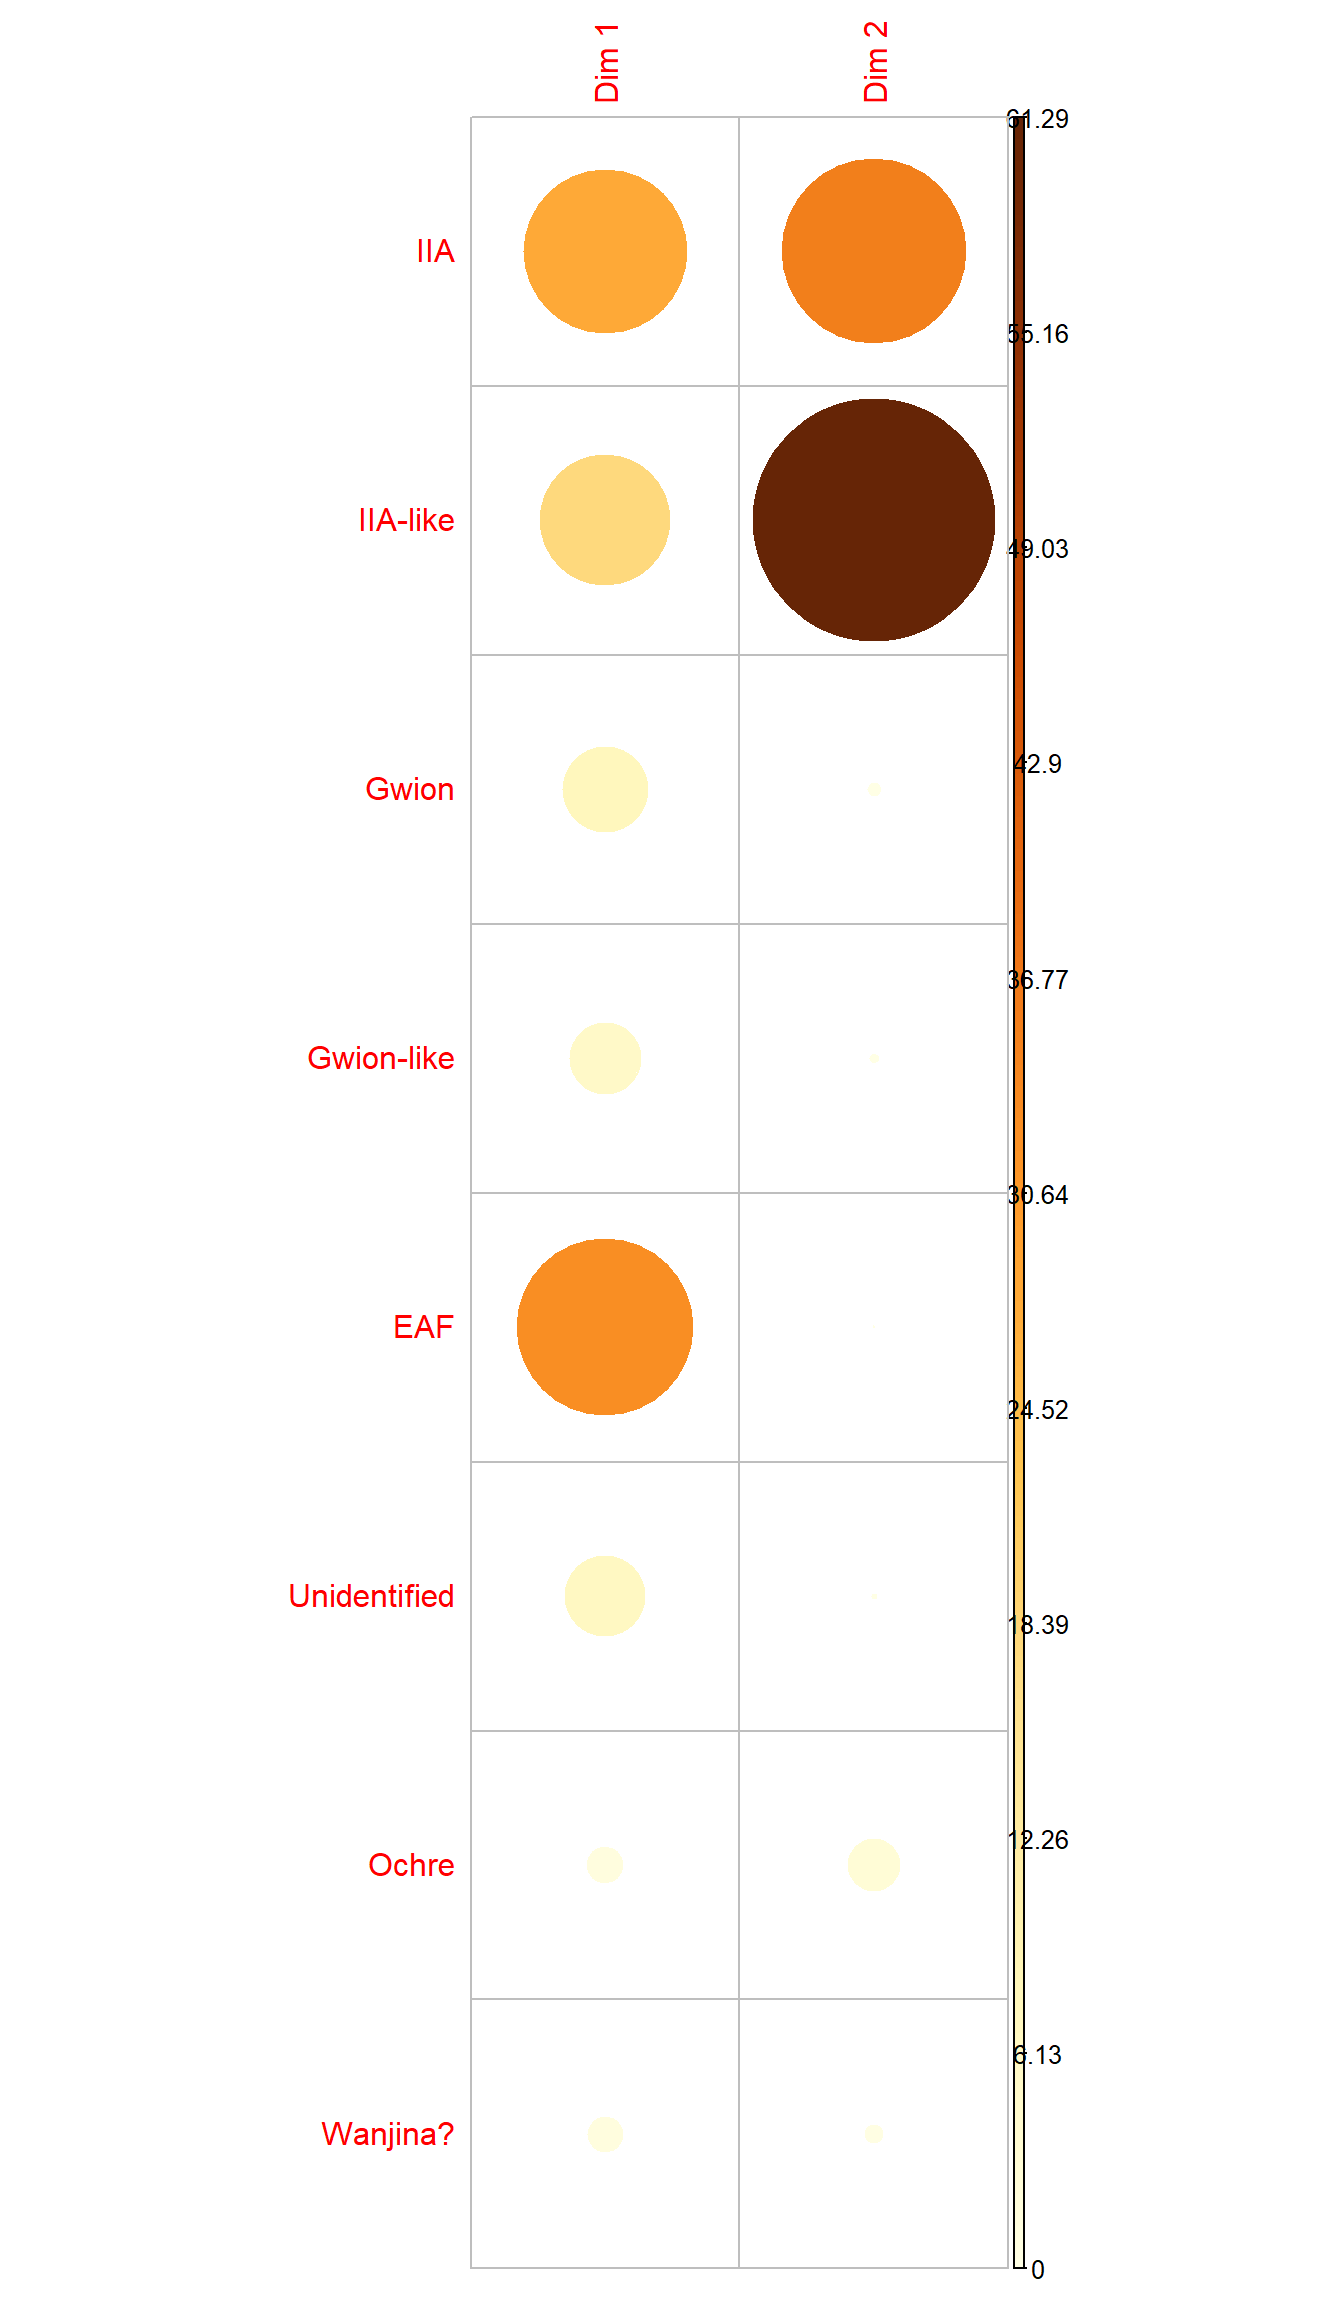 Dim 1
Dim 2
61.29
IIA
55.16
IIA-like
49.03
42.9
Gwion
36.77
Gwion-like
30.64
EAF
24.52
Unidentified
18.39
12.26
Ochre
6.13
Wanjina?
0